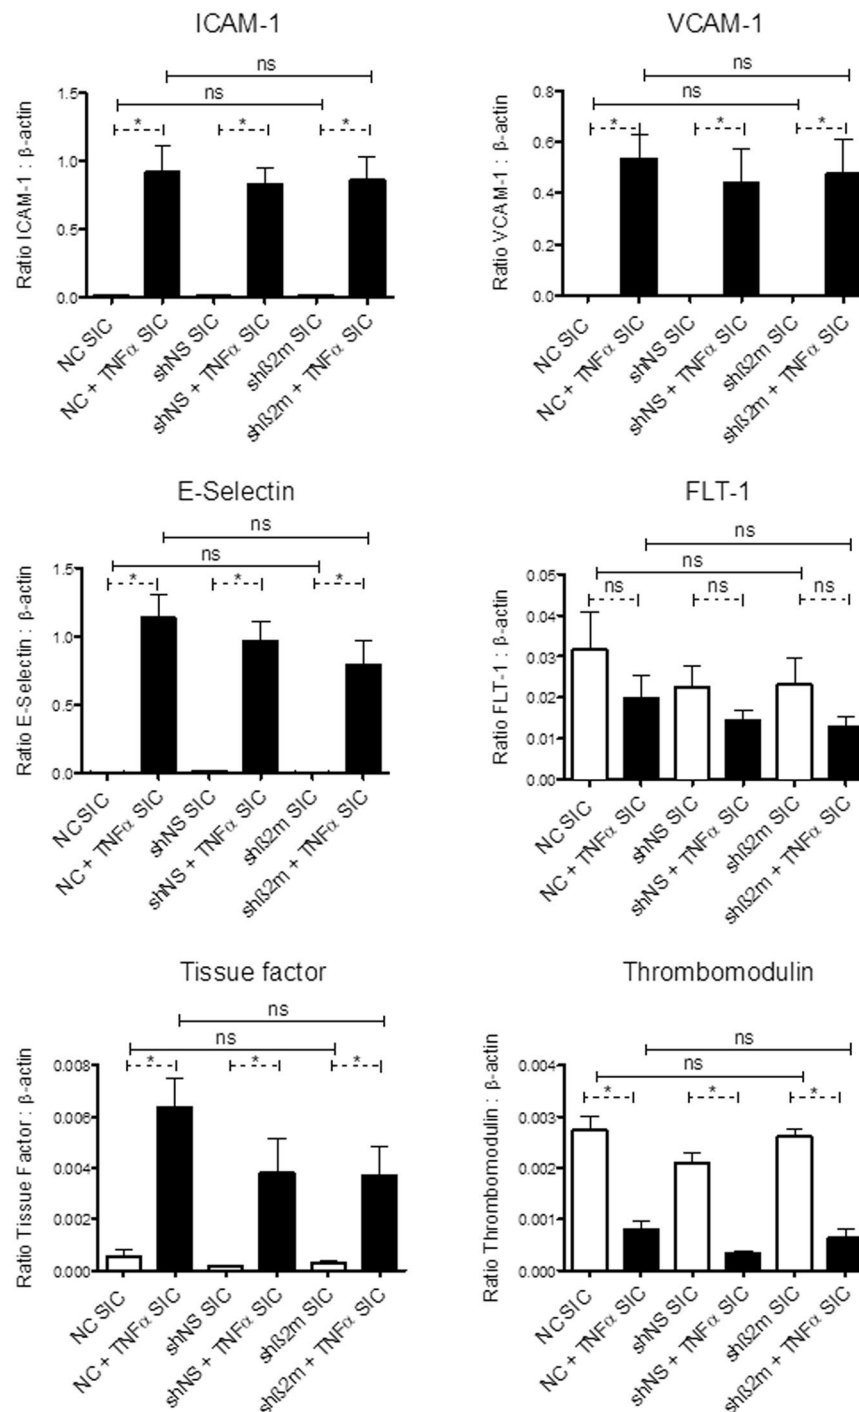 ICAM-1
ns
ns
* * *
1.5
1.0
0.5
0.0
Ratio ICAM-1 : β-actin
NC SIC
NC + TNFα SIC
shNS SIC
shNS + TNFα SIC
shß2m SIC
shß2m + TNFα SIC
VCAM-1
ns
ns
* * *
0.8
0.6
0.4
0.2
0.0
Ratio VCAM-1 : β-actin
NC SIC
NC + TNFα SIC
shNS SIC
shNS + TNFα SIC
shß2m SIC
shß2m + TNFα SIC
E-Selectin
ns
ns
* * *
1.5
1.0
0.5
0.0
Ratio E-Selectin : β-actin
NC SIC
NC + TNFα SIC
shNS SIC
shNS + TNFα SIC
shß2m SIC
shß2m + TNFα SIC
FLT-1
ns
ns
ns ns ns
0.05
0.04
0.03
0.02
0.01
0.00
Ratio FLT-1 : β-actin
NC SIC
NC + TNFα SIC
shNS SIC
shNS + TNFα SIC
shß2m SIC
shß2m + TNFα SIC
Tissue factor
ns
ns
* * *
0.008
0.006
0.004
0.002
0.000
Ratio Tissue Factor : β-actin
NC SIC
NC + TNFα SIC
shNS SIC
shNS + TNFα SIC
shß2m SIC
shß2m + TNFα SIC
Thrombomodulin
ns
ns
* * *
0.004
0.003
0.002
0.001
0.000
Ratio Thrombomodulin : β-actin
NC SIC
NC + TNFα SIC
shNS SIC
shNS + TNFα SIC
shß2m SIC
shß2m + TNFα SIC